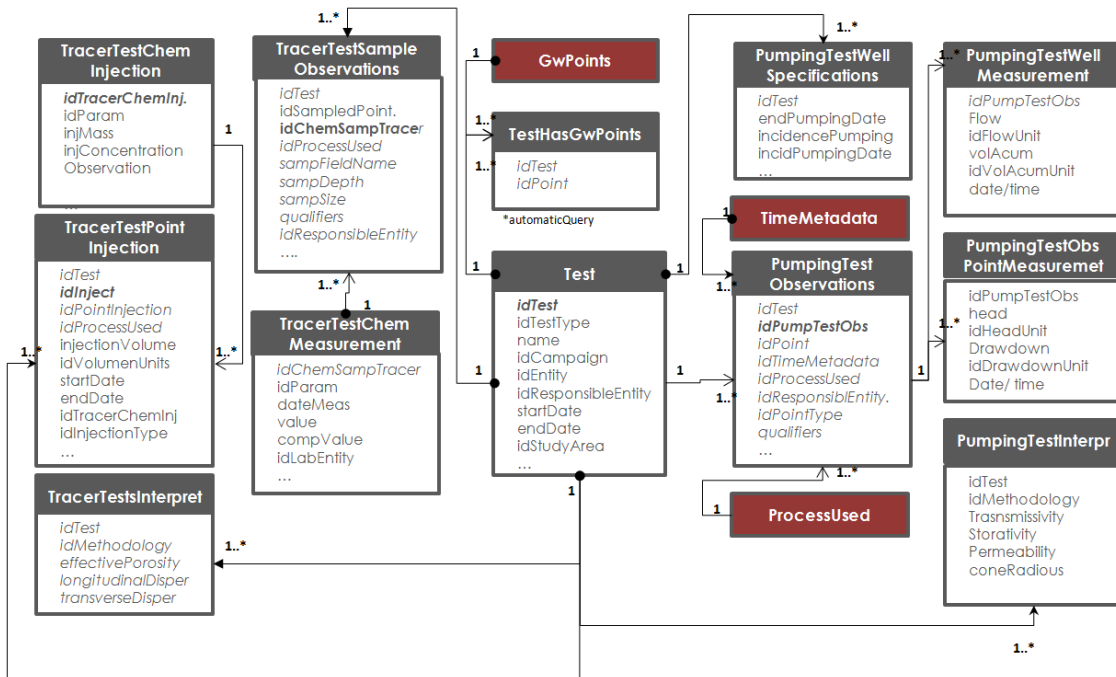 TracerTestChem
Injection
idTracerChemInj.
idParam
injMass
injConcentration
Observation
...
1
1..*
TracerTestSample
Observations
idTest
idSampledPoint.
idChemSampTracer
idProcessUsed
sampFieldName
sampDepth
sampSize
qualifiers
idResponsibleEntity
....
1
GwPoints
1..*
TestHasGwPoints
1..*
idTest
idPoint
*automaticQuery
1
1..*
PumpingTestWell
Specifications
idTest
endPumpingDate
incidencePumping
incidPumpingDate
...
1..*
PumpingTestWell
Measurement
idPumpTestObs
Flow
idFlowUnit
volAcum
idVolAcumUnit
date/time
TracerTestPoint
Injection
idTest
idInject
idPointInjection
idProcessUsed
injectionVolume
idVolumenUnits
startDate
endDate
idTracerChemInj
idInjectionType
...
1..*
1..*
1..*
1
TracerTestChem
Measurement
idChemSampTracer
idParam
dateMeas
value
compValue
idLabEntity
...
1
1
1
Test
idTest
idTestType
name
idCampaign
idEntity
idResponsibleEntity
startDate
endDate
idStudyArea
...
1
1
1
TimeMetadata
1..*
PumpingTest
Observations
idTest
idPumpTestObs
idPoint
idTimeMetadata
idProcessUsed
idResponsiblEntity.
idPointType
qualifiers
...
1..*
1
1..*
PumpingTestObs
PointMeasuremet
idPumpTestObs
head
idHeadUnit
Drawdown
idDrawdownUnit
Date/ time
1..*
1
ProcessUsed
TracerTestsInterpret
idTest
idMethodology
effectivePorosity
longitudinalDisper
transverseDisper
1..*
PumpingTestInterpr
idTest
idMethodology
Trasnsmissivity
Storativity
Permeability
coneRadious
1..*